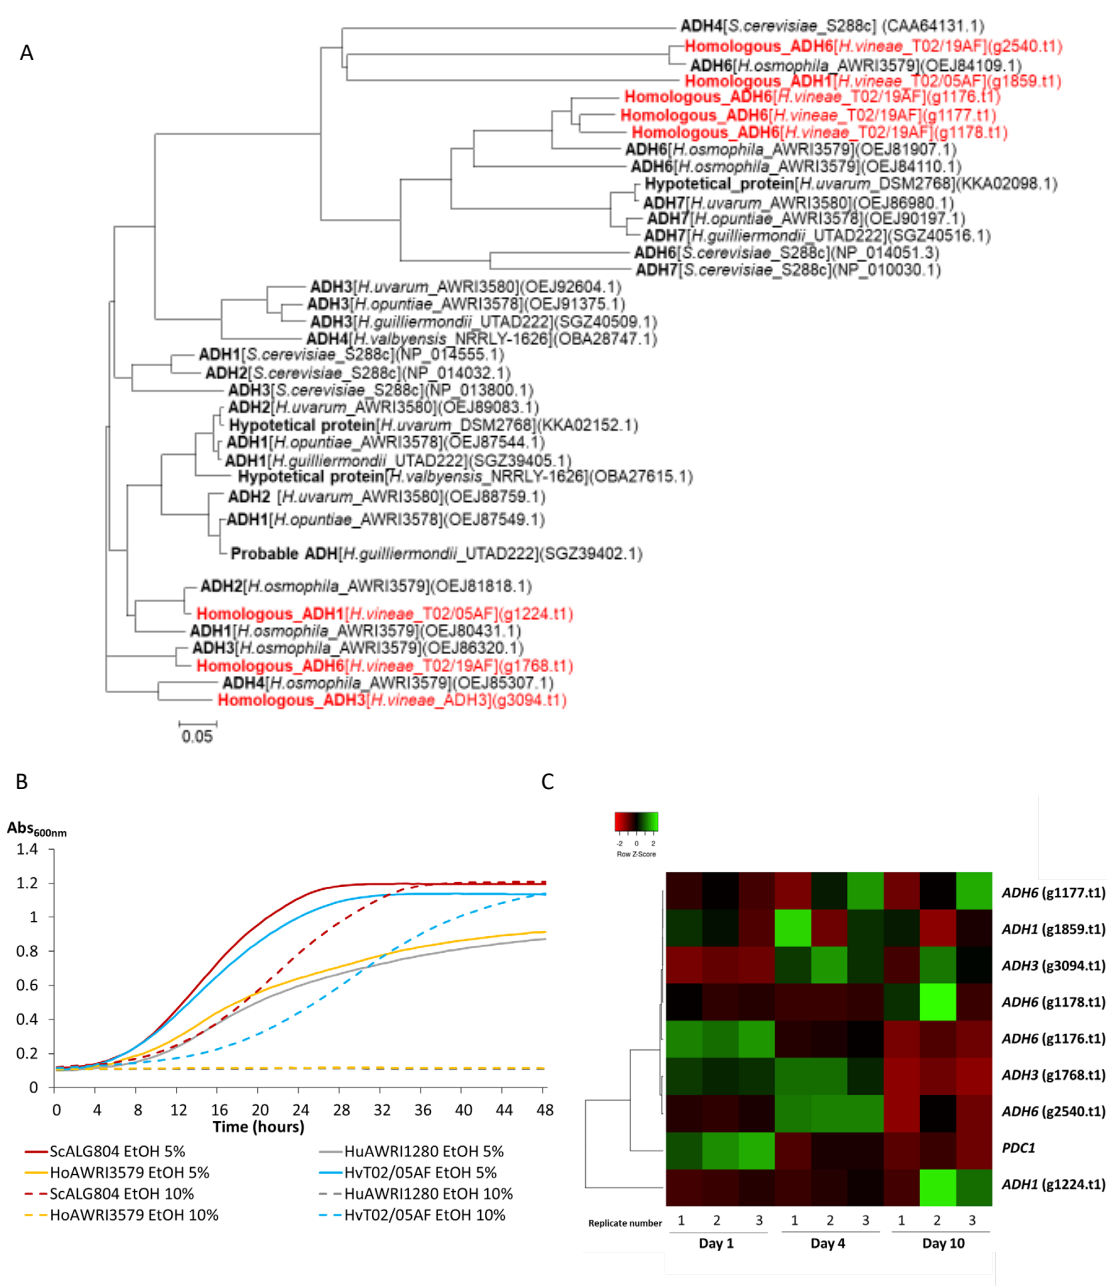 A
ADH4[S.cerevisiae_S288c] (CAA64131.1)
Homologous_ADH6[H.vineae_T02/19AF](g2540.t1)
ADH6[H.osmophila_AWRI3579](OEJ84109.1)
Homologous_ADH1[H.vineae_T02/05AF](g1859.t1)
Homologous_ADH6[H.vineae_T02/19AF](g1176.t1)
Homologous_ADH6[H.vineae_T02/19AF](g1177.t1)
Homologous_ADH6[H.vineae_T02/19AF](g1178.t1)
ADH6[H.osmophila_AWRI3579](OEJ81907.1)
ADH6[H.osmophila_AWRI3579](OEJ84110.1)
Hypotetical_protein[H.uvarum_DSM2768](KKA02098.1)
ADH7[H.uvarum_AWRI3580](OEJ86980.1)
ADH7[H.opuntiae_AWRI3578](OEJ90197.1)
ADH7[H.guilliermondii_UTAD222](SGZ40516.1)
ADH6[S.cerevisiae_S288c](NP_014051.3)
ADH7[S.cerevisiae_S288c](NP_010030.1)
ADH3[H.uvarum_AWRI3580](OEJ92604.1)
ADH3[H.opuntiae_AWRI3578](OEJ91375.1)
ADH3[H.guilliermondii_UTAD222](SGZ40509.1)
ADH4[H.valbyensis_NRRLY-1626](OBA28747.1)
ADH1[S.cerevisiae_S288c](NP_014555.1)
ADH2[S.cerevisiae_S288c](NP_014032.1)
ADH3[S.cerevisiae_S288c](NP_013800.1)
ADH2[H.uvarum_AWRI3580](OEJ89083.1)
Hypotetical protein[H.uvarum_DSM2768](KKA02152.1)
ADH1[H.opuntiae_AWRI3578](OEJ87544.1)
ADH1[H.guilliermondii_UTAD222](SGZ39405.1)
Hypotetical protein[H.valbyensis_NRRLY-1626](OBA27615.1)
ADH2 [H.uvarum_AWRI3580](OEJ88759.1)
ADH1[H.opuntiae_AWRI3578](OEJ87549.1)
Probable ADH[H.guilliermondii_UTAD222](SGZ39402.1)
ADH2[H.osmophila_AWRI3579](OEJ81818.1)
Homologous_ADH1[H.vineae_T02/05AF](g1224.t1)
ADH1[H.osmophila_AWRI3579](OEJ80431.1)
ADH3[H.osmophila_AWRI3579](OEJ86320.1)
Homologous_ADH6[H.vineae_T02/19AF](g1768.t1)
ADH4[H.osmophila_AWRI3579](OEJ85307.1)
Homologous_ADH3[H.vineae_ADH3](g3094.t1)
0.05
B
Abs600nm
1.4
1.2
1
0.8
0.6
0.4
0.2
0
0 4 8 12 16 20 24 28 32 36 40 44 48
Time (hours)
ScALG804 EtOH 5%
HuAWRI1280 EtOH 5%
HoAWRI3579 EtOH 5%
HvT02/05AF EtOH 5%
ScALG804 EtOH 10%
HuAWRI1280 EtOH 10%
HoAWRI3579 EtOH 10%
HvT02/05AF EtOH 10%
C
-2 0 2
Row Z-Score
ADH6 (g1177.t1)
ADH1 (g1859.t1)
ADH3 (g3094.t1)
ADH6 (g1178.t1)
ADH6 (g1176.t1)
ADH3 (g1768.t1)
ADH6 (g2540.t1)
PDC1
ADH1 (g1224.t1)
Replicate number 1 2 3 1 2 3 1 2 3
Day 1 Day 4 Day 10